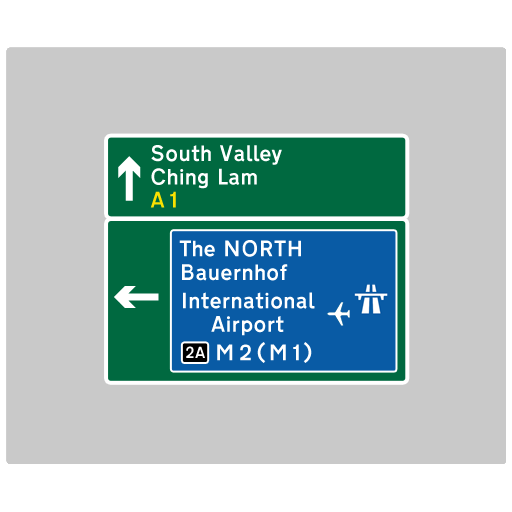 South Valley
Ching Lam
A1
The NORTH
Bauernhof
International
Airport
2A M2(M1)